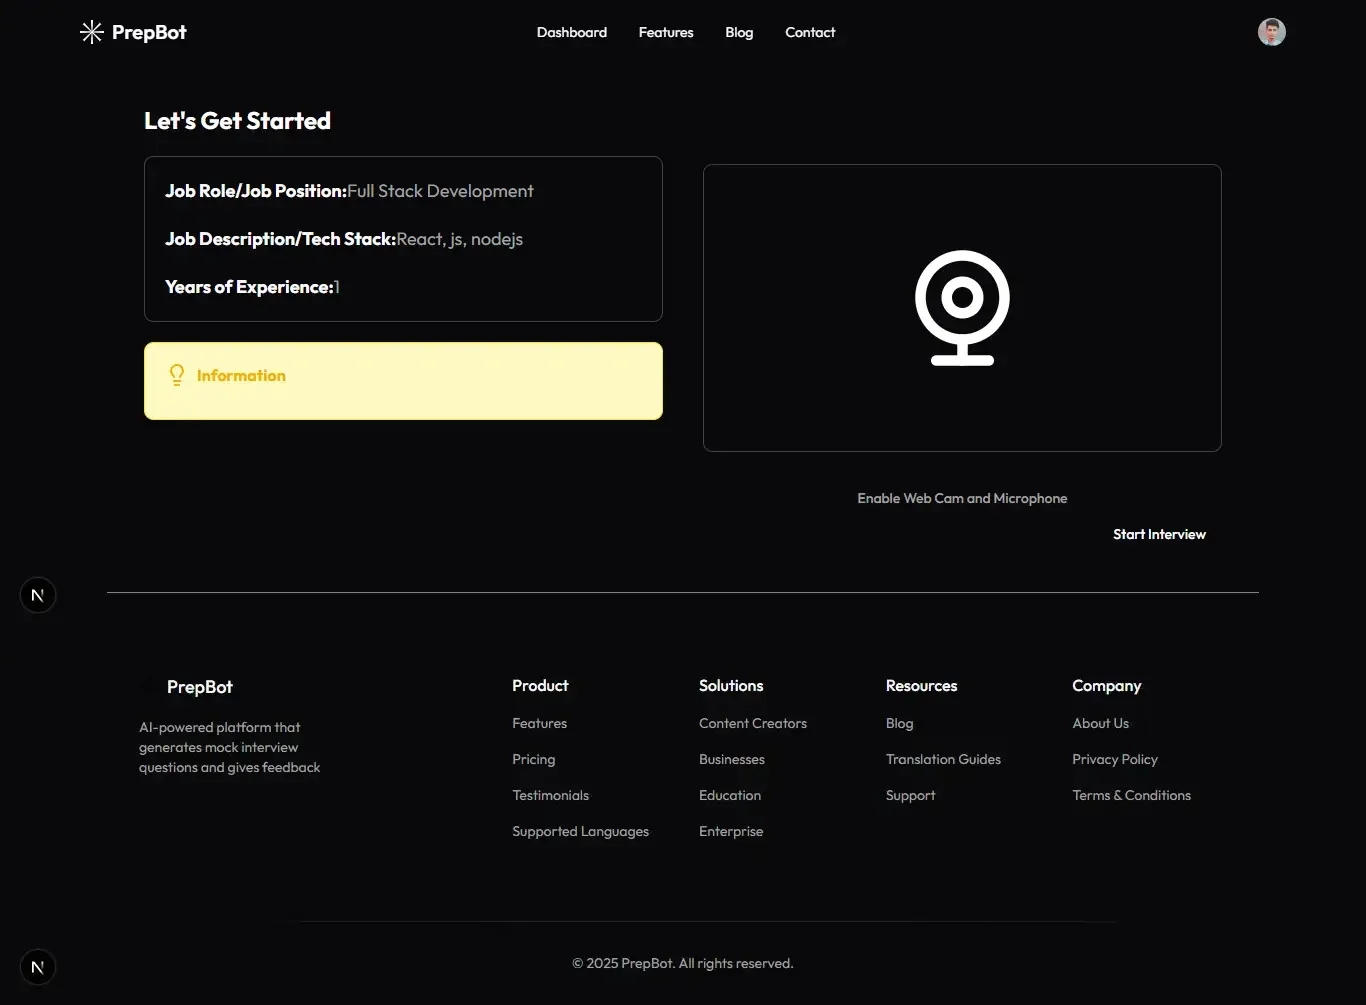 PrepBot
Dashboard Features Blog Contact
Let's Get Started
Job Role/Job Position:Full Stack Development
Job Description/Tech Stack:React, js, nodejs
Years of Experience:1
Information
Enable Web Cam and Microphone
Start Interview
N
PrepBot
AI-powered platform that
generates mock interview
questions and gives feedback
Product
Features
Pricing
Testimonials
Supported Languages
Solutions
Content Creators
Businesses
Education
Enterprise
Resources
Blog
Translation Guides
Support
Company
About Us
Privacy Policy
Terms & Conditions
N
© 2025 PrepBot. All rights reserved.